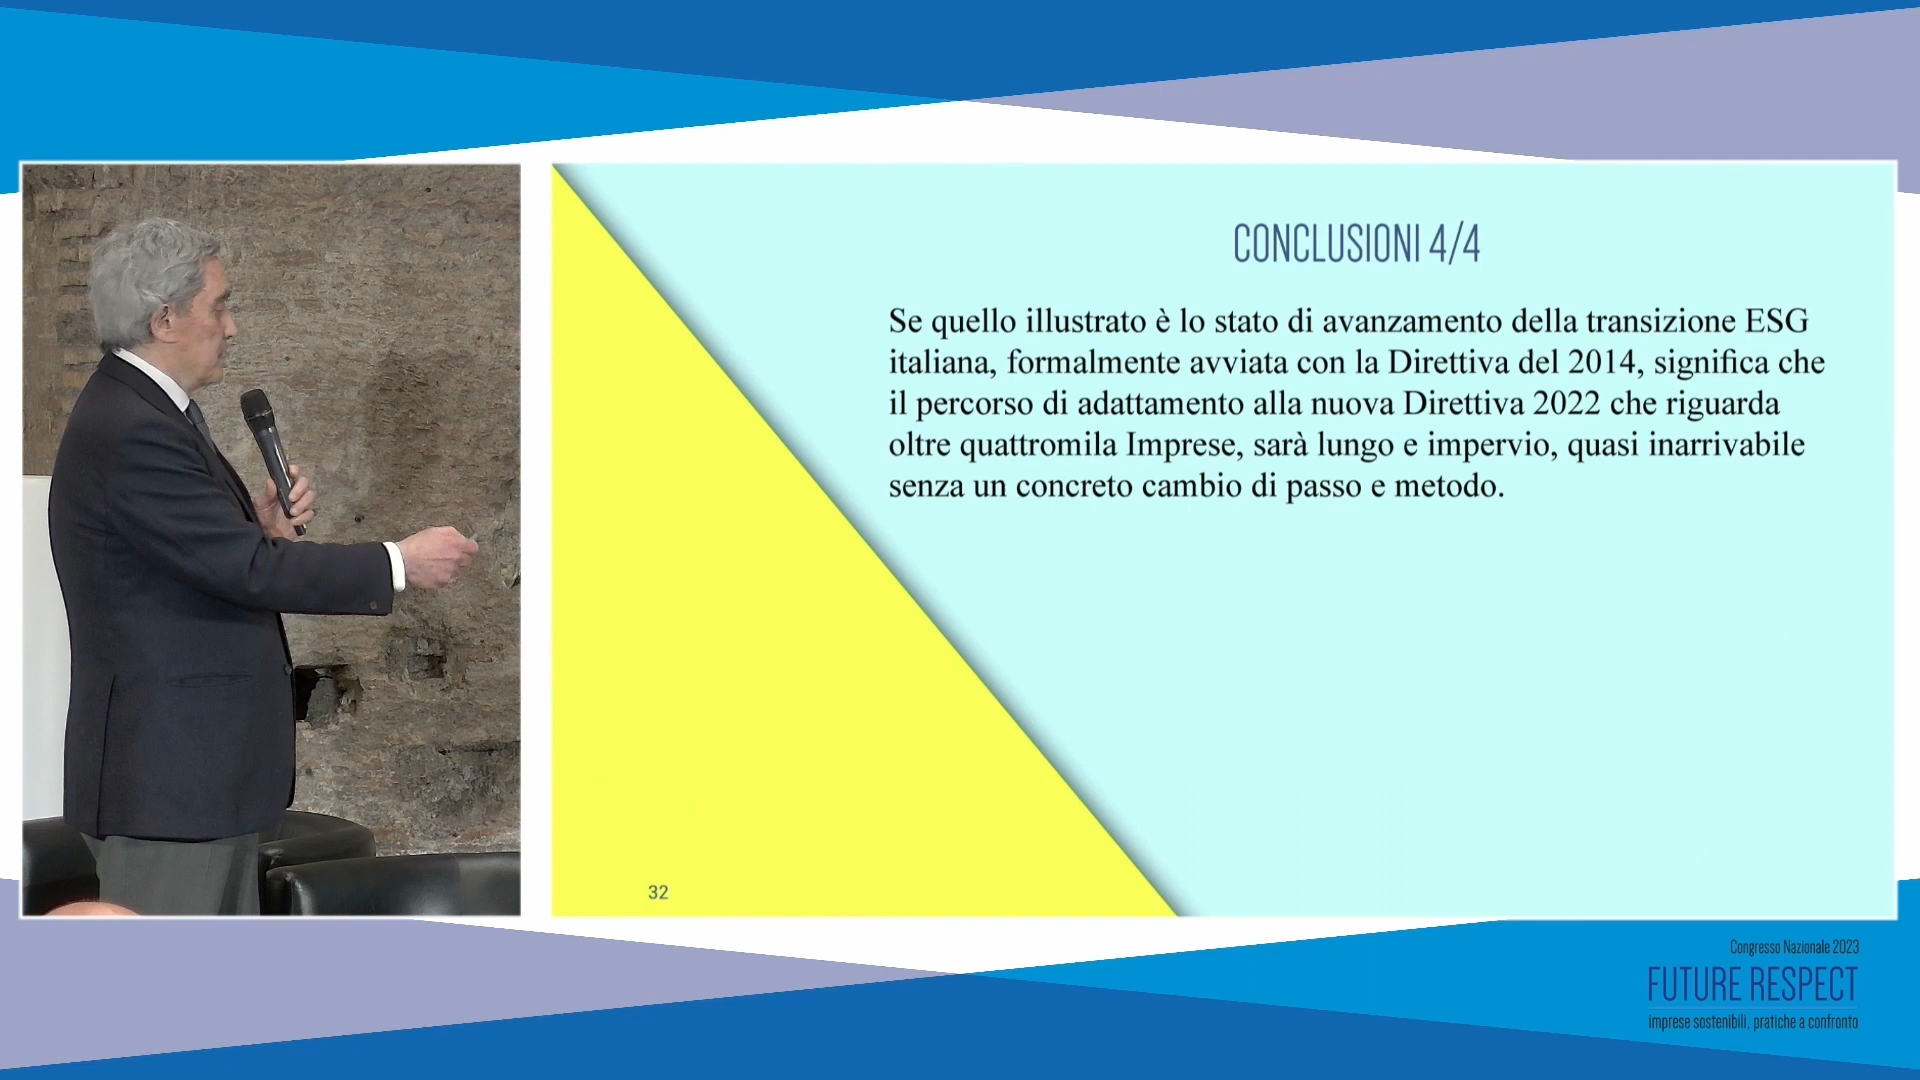 CONCLUSIONI 4/4
Se quello illustrato è lo stato di avanzamento della transizione ESG
italiana, formalmente avviata con la Direttiva del 2014, significa che
il percorso di adattamento alla nuova Direttiva 2022 che riguarda
oltre quattromila Imprese, sarà lungo e impervio, quasi inarrivabile
senza un concreto cambio di passo e metodo.
32
Congresso Nazionale 2023
FUTURE RESPECT
imprese sostenibili, pratiche a confronto